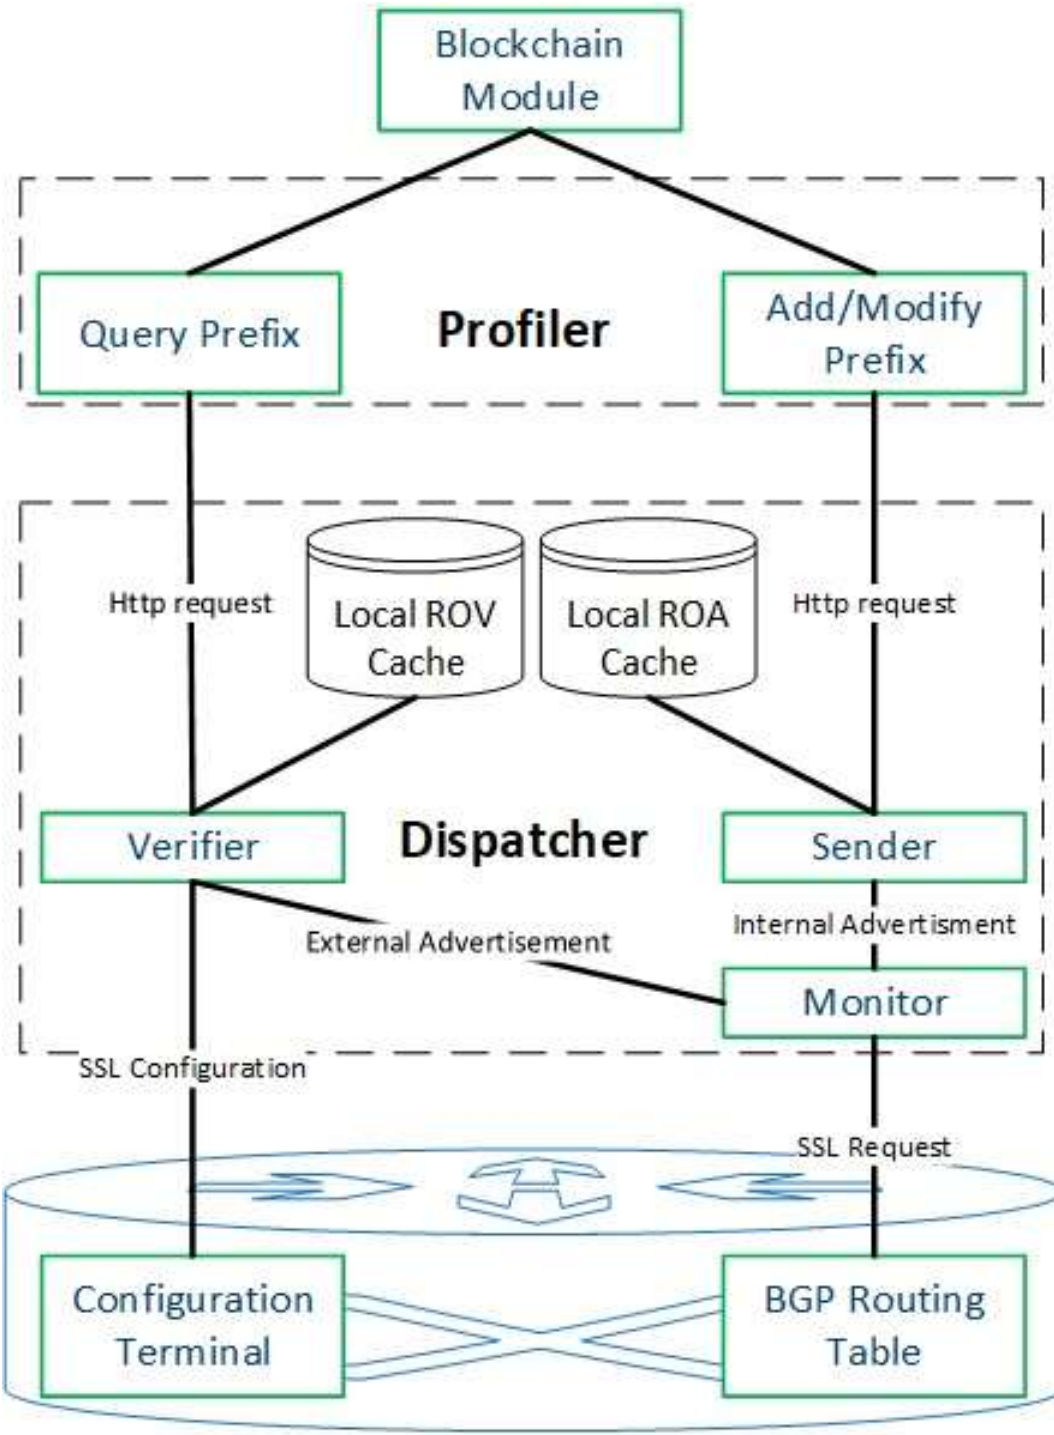 Blockchain
Module
Query Prefix
Profiler
Add/Modify
Prefix
Http request
Local ROV
Cache
Local ROA
Cache
Http request
Verifier
Dispatcher
Sender
External Advertisement
Internal Advertisment
Monitor
SSL Configuration
SSL Request
Configuration
Terminal
BGP Routing
Table